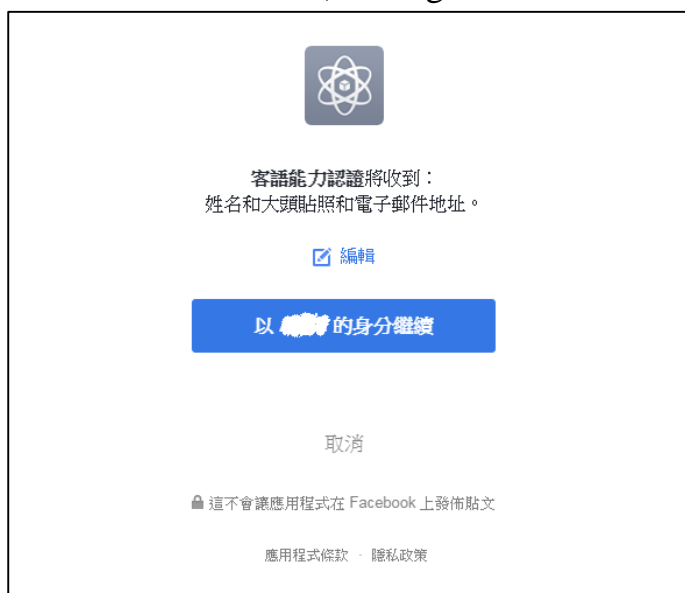 客語能力認證將收到：
姓名和大頭貼照和電子郵件地址。
編輯
以 的身分繼續
取消
這不會讓應用程式在 Facebook 上發佈貼文
應用程式條款 · 隱私政策